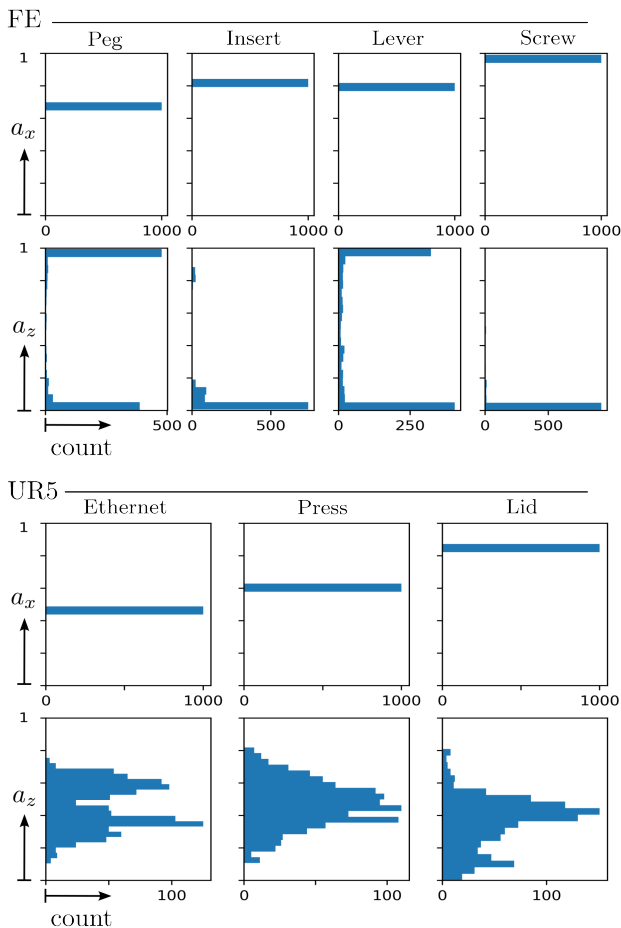 FE
Peg Insert Lever Screw
1
a_x
0 1000 0 1000 0 1000 0 1000
1
a_z
0 500 0 500 0 250 0 500
count
UR5
Ethernet Press Lid
1
a_x
0 1000 0 1000 0 1000
1
a_z
0 100 0 100 0 100
count